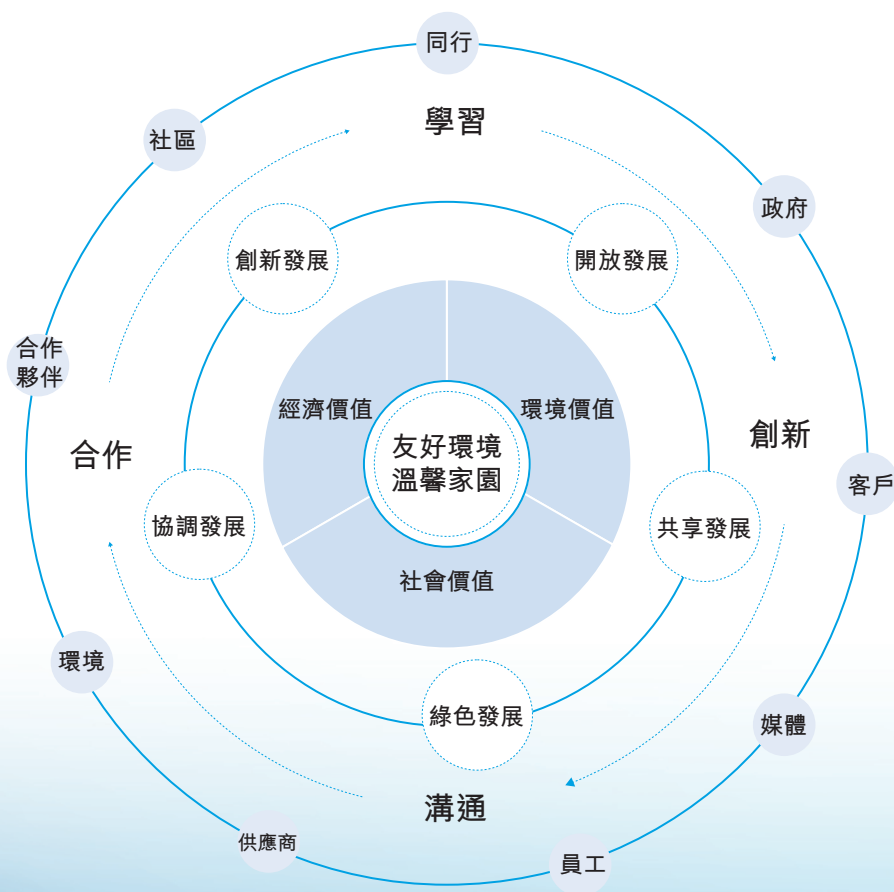 同行
學習
社區
政府
創新發展
開放發展
合作
夥伴
經濟價值
環境價值
友好環境
溫馨家園
合作
創新
客戶
協調發展
共享發展
社會價值
環境
綠色發展
媒體
溝通
供應商
員工